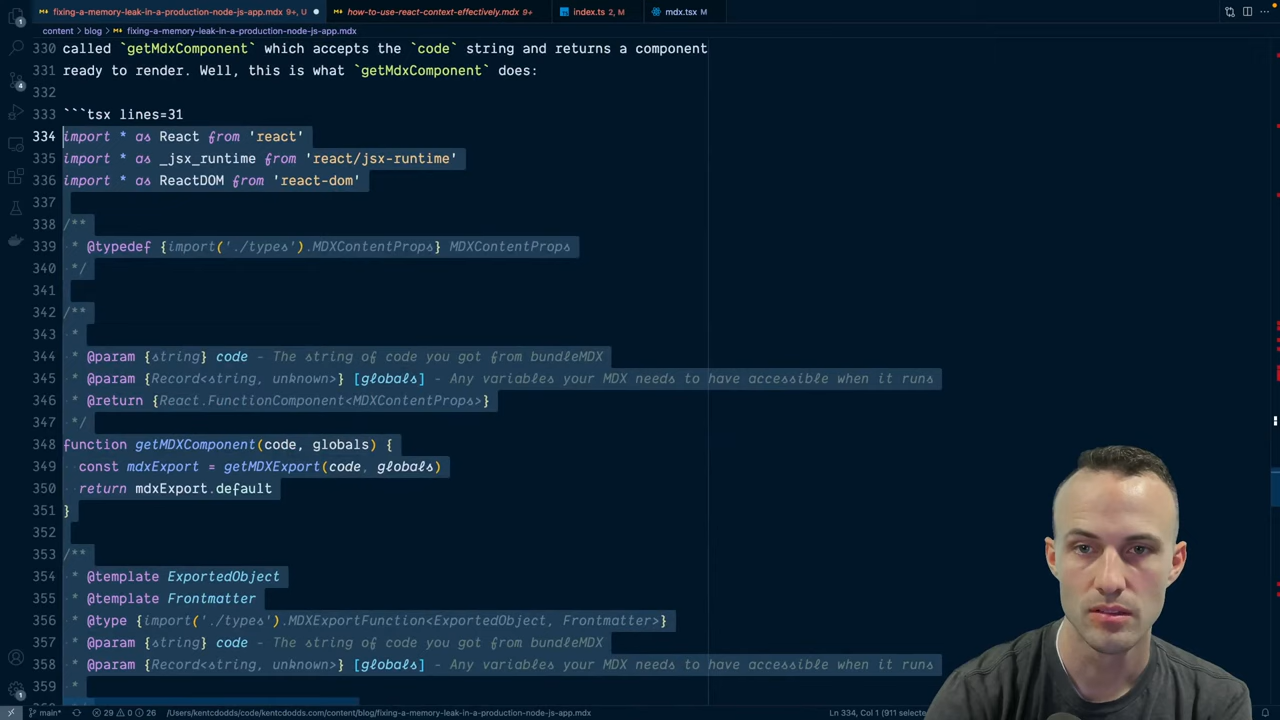 fixing-a-memory-leak-in-a-production-node-js-app.mdx 9+, U
how-to-use-react-context-effectively.mdx 9+
index.ts 2, M
mdx.tsx M
content > blog > fixing-a-memory-leak-in-a-production-node-js-app.mdx
330 called `getMdxComponent` which accepts the `code` string and returns a component
331 ready to render. Well, this is what `getMdxComponent` does:
332
333 ```tsx lines=31
334 import * as React from 'react'
335 import * as _jsx_runtime from 'react/jsx-runtime'
336 import * as ReactDOM from 'react-dom'
337
338 /**
339 * @typedef {import('./types').MDXContentProps} MDXContentProps
340 */
341
342 /**
343 *
344 * @param {string} code - The string of code you got from bundleMDX
345 * @param {Record<string, unknown>} [globals] - Any variables your MDX needs to have accessible when it runs
346 * @return {React.FunctionComponent<MDXContentProps>}
347 */
348 function getMDXComponent(code, globals) {
349 const mdxExport = getMDXExport(code, globals)
350 return mdxExport.default
351 }
352
353 /**
354 * @template ExportedObject
355 * @template Frontmatter
356 * @type {import('./types').MDXExportFunction<ExportedObject, Frontmatter>}
357 * @param {string} code - The string of code you got from bundleMDX
358 * @param {Record<string, unknown>} [globals] - Any variables your MDX needs to have accessible when it runs
359 *
main* 29 0 26 /Users/kentcdodds/code/kentcdodds.com/content/blog/fixing-a-memory-leak-in-a-production-node-js-app.mdx
Ln 334, Col 1 (911 selected